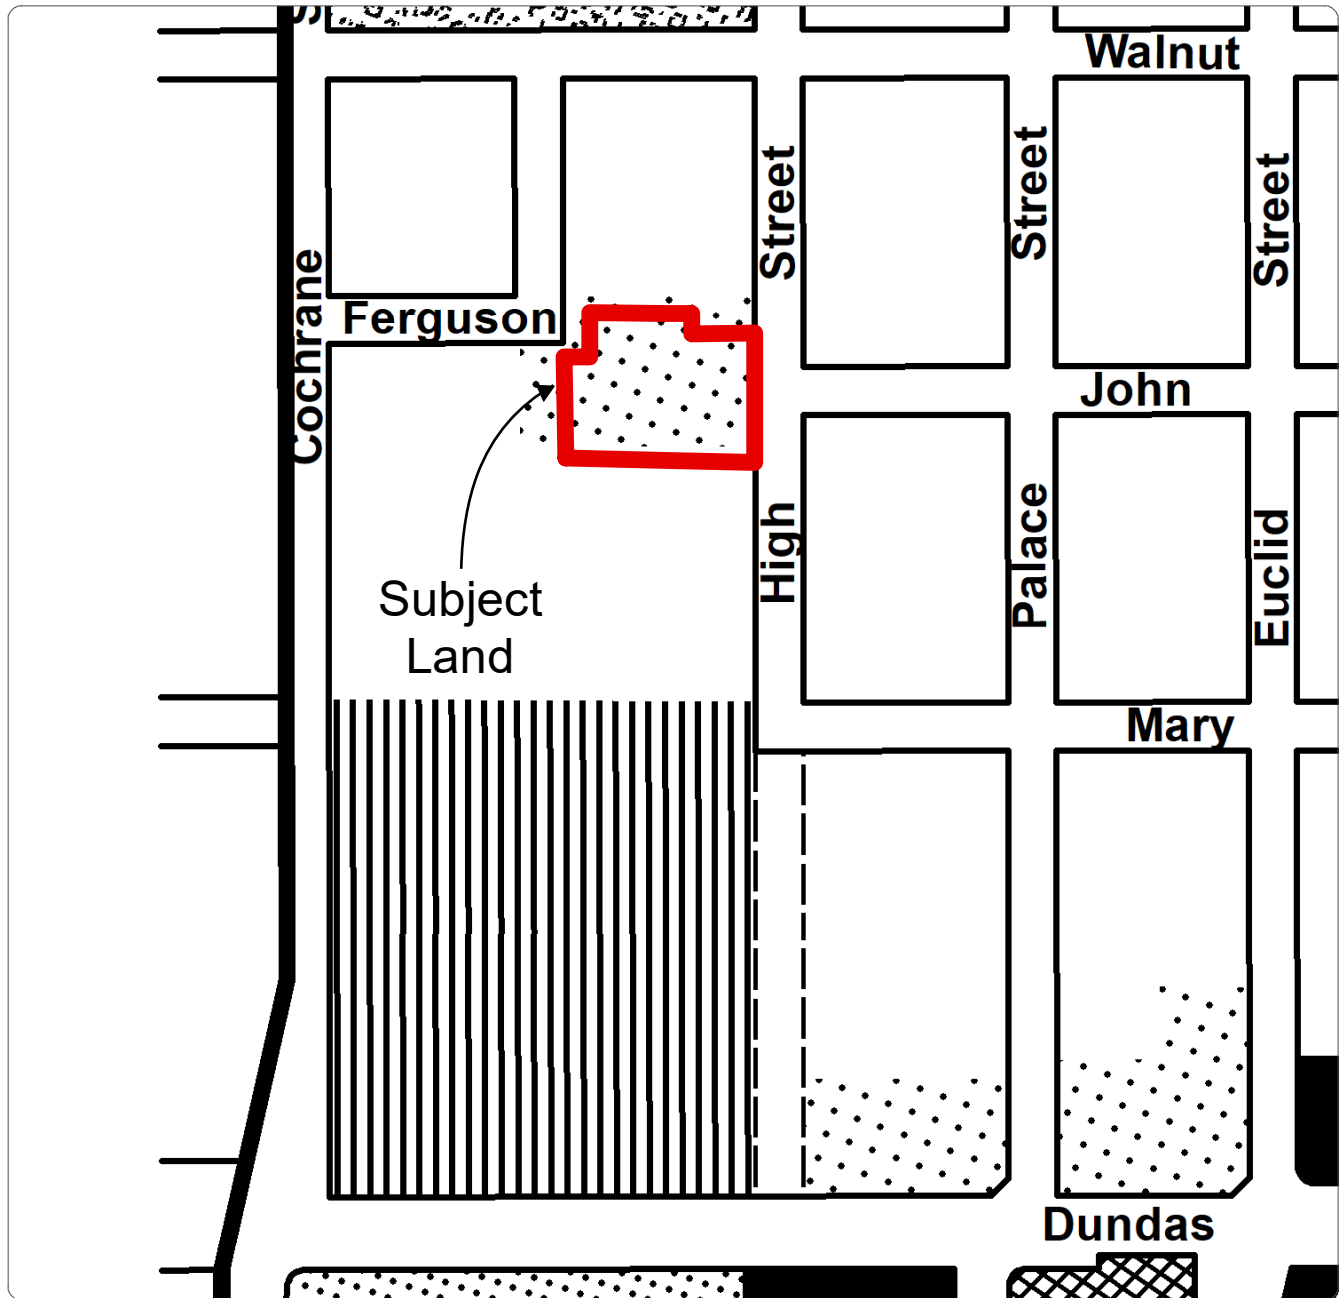 Walnut
Street
Street
Street
Cochrane
Ferguson
John
High
Palace
Euclid
Subject
Land
Mary
Dundas